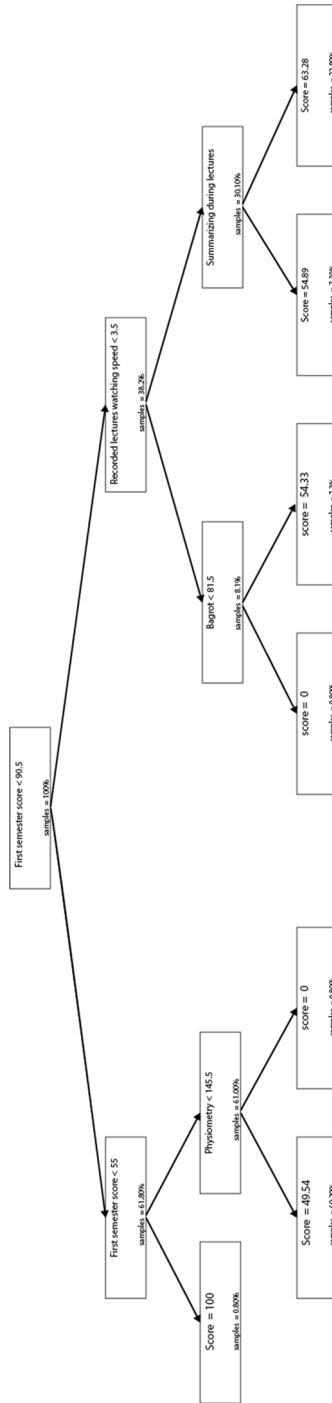 First semester score < 90.5
samples = 100%
First semester score < 55
samples = 61.80%
Recorded lectures watching speed < 3.5
samples = 38.2%
Score = 100
samples = 0.80%
Physiometry < 145.5
samples = 61.00%
Bagrot < 81.5
samples = 8.1%
Summarizing during lectures
samples = 30.10%
Score = 49.54
score = 0
score = 0
score = 54.33
Score = 54.89
Score = 63.28